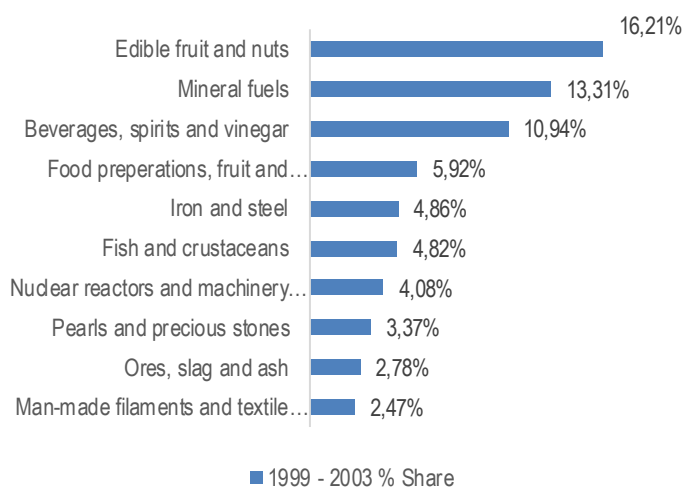 Edible fruit and nuts 16,21%
Mineral fuels 13,31%
Beverages, spirits and vinegar 10,94%
Food preperations, fruit and… 5,92%
Iron and steel 4,86%
Fish and crustaceans 4,82%
Nuclear reactors and machinery… 4,08%
Pearls and precious stones 3,37%
Ores, slag and ash 2,78%
Man-made filaments and textile… 2,47%
1999 - 2003 % Share